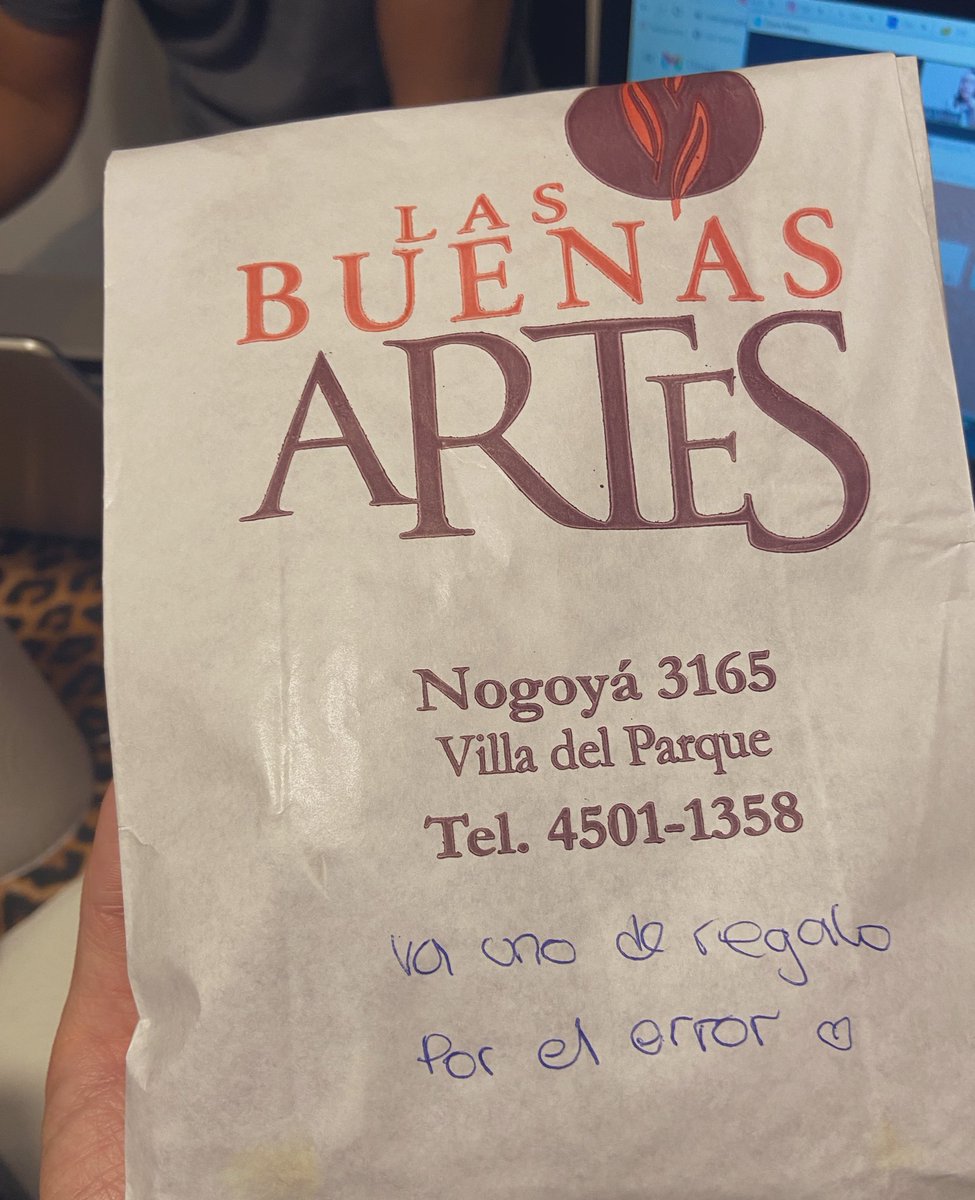 LAS
BUENAS
ARTES
Nogoyá 3165
Villa del Parque
Tel. 4501-1358
va uno de regalo
por el error ♡